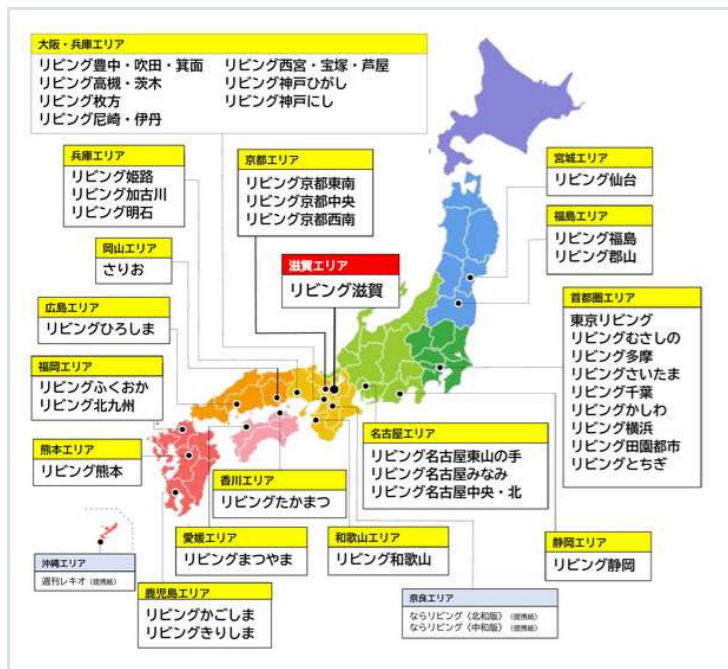 大阪・兵庫エリア
リビング豊中・吹田・箕面
リビング高槻・茨木
リビング枚方
リビング尼崎・伊丹
リビング西宮・宝塚・芦屋
リビング神戸ひがし
リビング神戸にし
兵庫エリア
リビング姫路
リビング加古川
リビング明石
京都エリア
リビング京都東南
リビング京都中央
リビング京都西南
宮城エリア
リビング仙台
福島エリア
リビング福島
リビング郡山
岡山エリア
さりお
滋賀エリア
リビング滋賀
広島エリア
リビングひろしま
首都圏エリア
東京リビング
リビングむさしの
リビング多摩
リビングさいたま
リビング千葉
リビングかしわ
リビング横浜
リビング田園都市
リビングとちぎ
福岡エリア
リビングふくおか
リビング北九州
熊本エリア
リビング熊本
名古屋エリア
リビング名古屋東山の手
リビング名古屋みなみ
リビング名古屋中央・北
香川エリア
リビングたかまつ
愛媛エリア
リビングまつやま
和歌山エリア
リビング和歌山
静岡エリア
リビング静岡
沖縄エリア
週刊レキオ（提携紙）
鹿児島エリア
リビングかごしま
リビングきりしま
奈良エリア
ならリビング〈北和版〉（提携紙）
ならリビング〈中和版〉（提携紙）